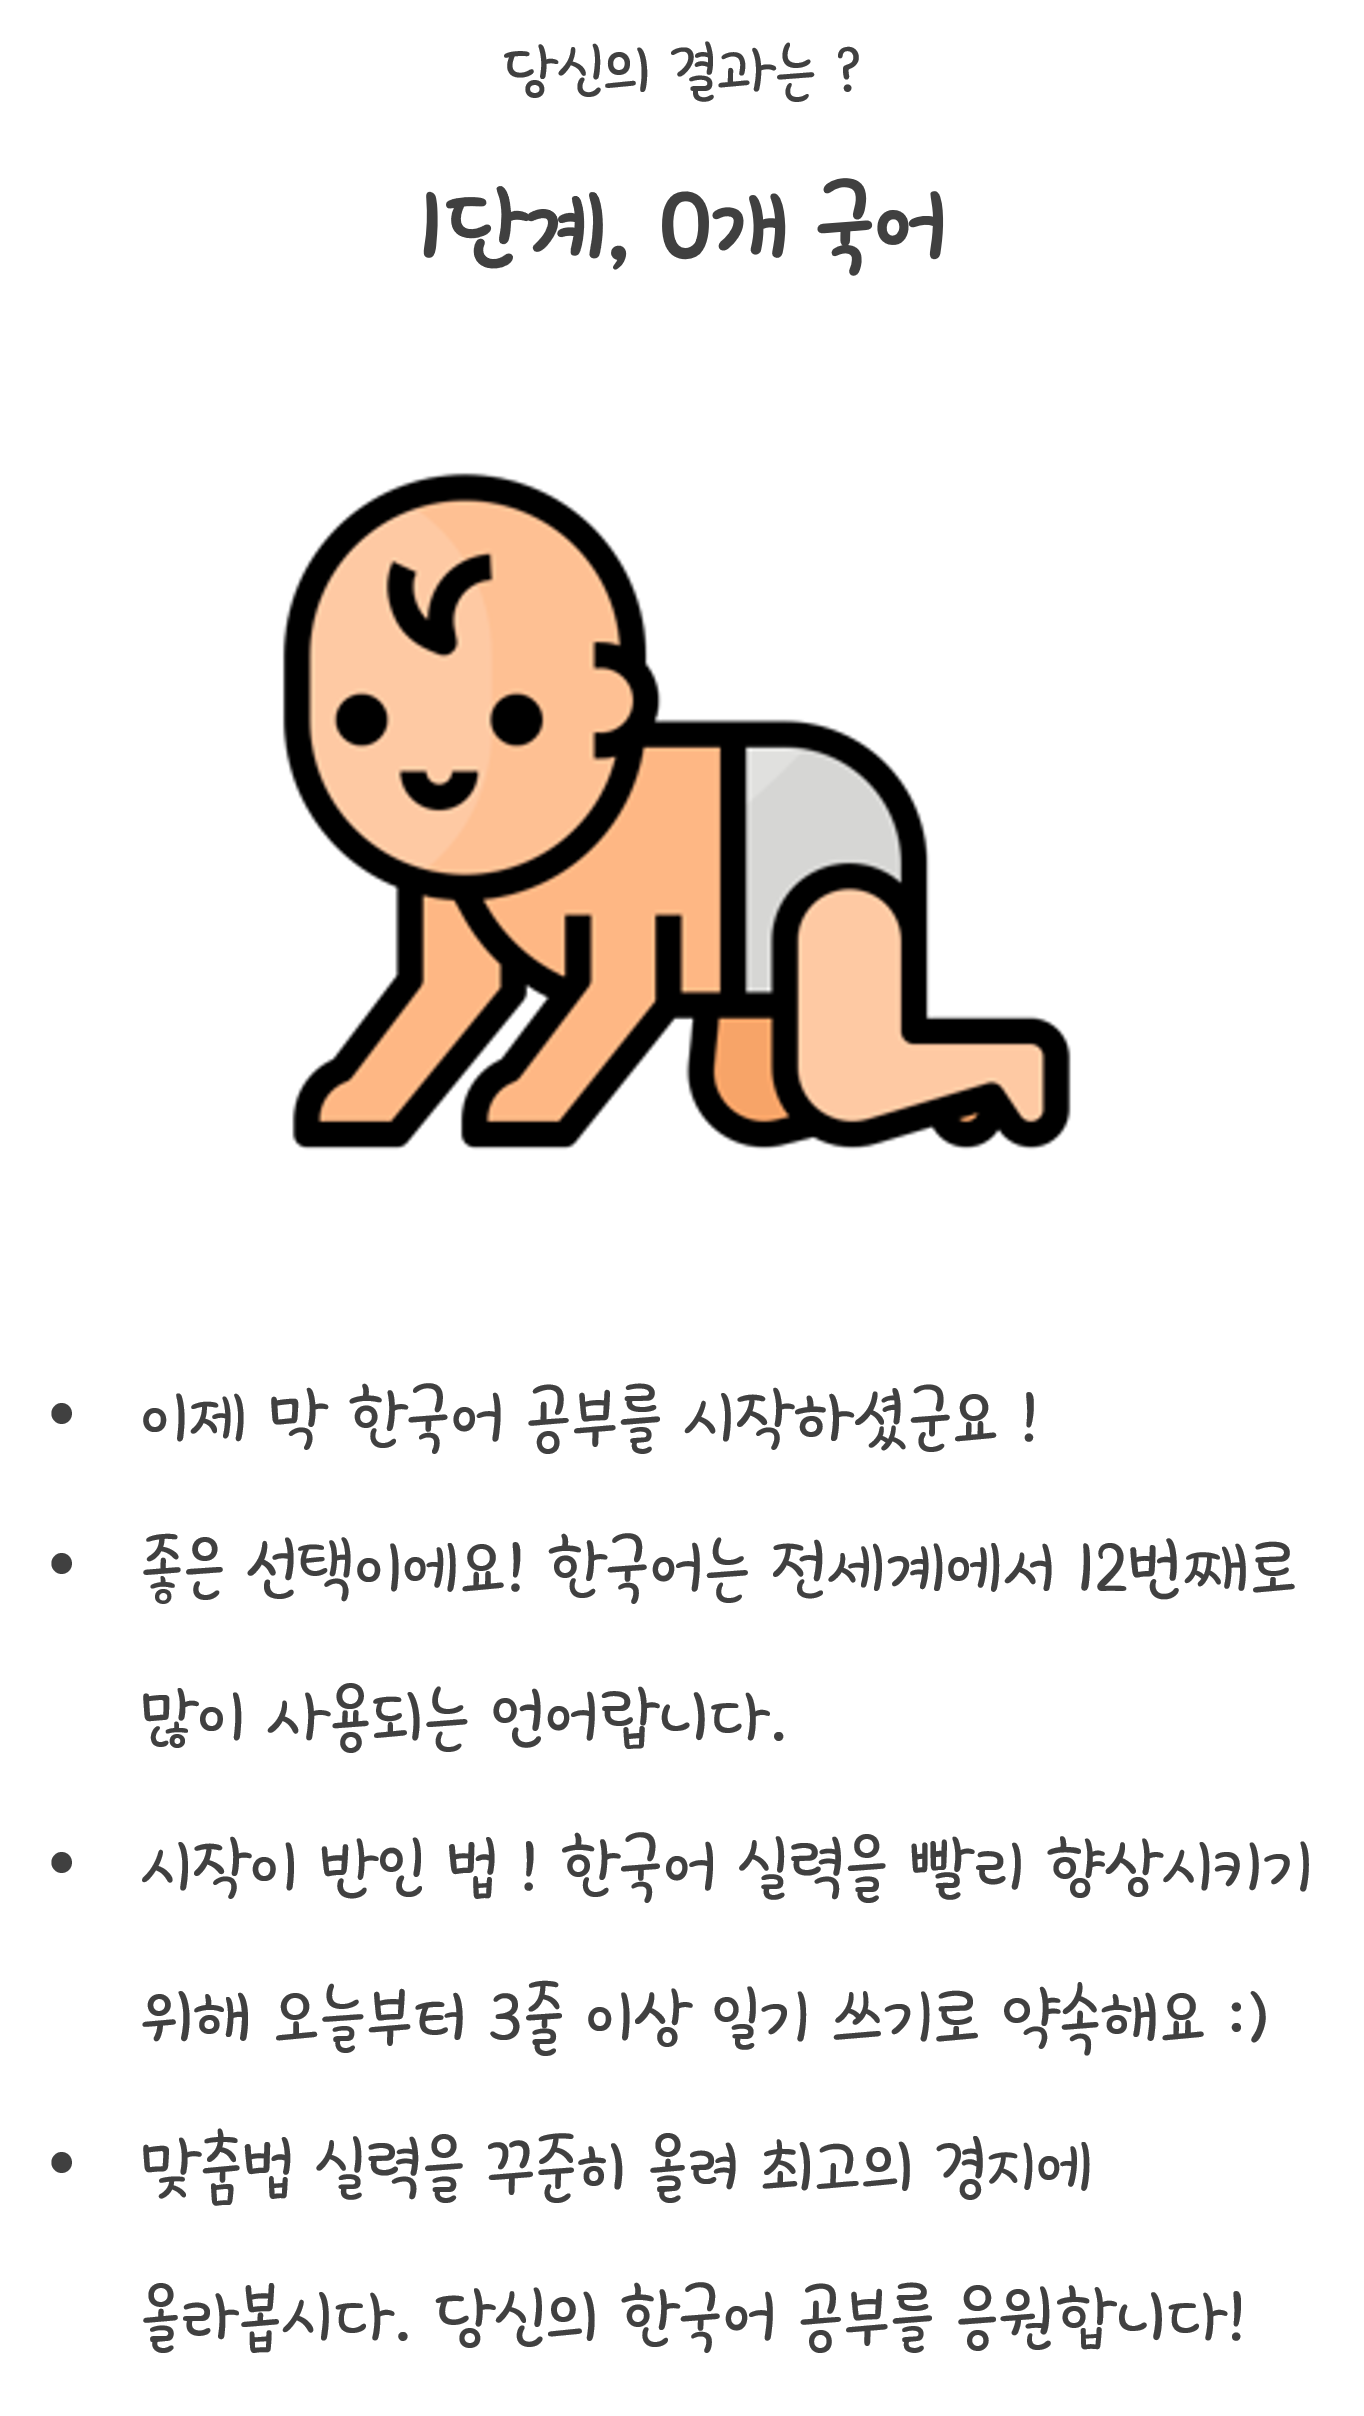 당신의 결과는 ?
1단계, 0개 국어
• 이제 막 한국어 공부를 시작하셨군요 !
• 좋은 선택이에요! 한국어는 전세계에서 12번째로
많이 사용되는 언어랍니다.
• 시작이 반인 법 ! 한국어 실력을 빨리 향상시키기
위해 오늘부터 3줄 이상 일기 쓰기로 약속해요 :)
• 맞춤법 실력을 꾸준히 올려 최고의 경지에
올라봅시다. 당신의 한국어 공부를 응원합니다!